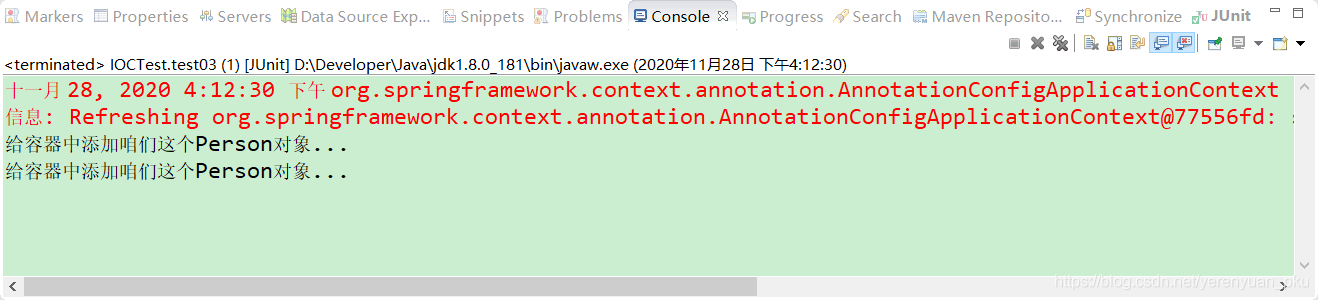 Markers Properties Servers Data Source Exp... Snippets Problems Console Progress Search Maven Reposito... Synchronize JUnit
<terminated> IOCTest.test03 (1) [JUnit] D:\Developer\Java\jdk1.8.0_181\bin\javaw.exe (2020年11月28日 下午4:12:30)
十一月 28, 2020 4:12:30 下午 org.springframework.context.annotation.AnnotationConfigApplicationContext
信息: Refreshing org.springframework.context.annotation.AnnotationConfigApplicationContext@77556fd: s
给容器中添加咱们这个Person对象...
给容器中添加咱们这个Person对象...
https://blog.csdn.net/yerenyuan_pku